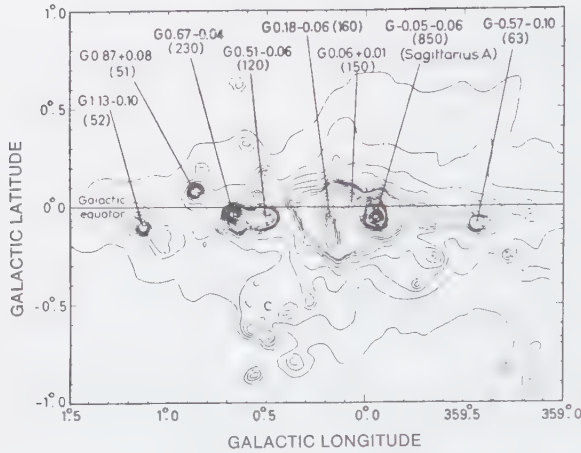 G1.13-0.10
(52)
G0.87+0.08
(51)
G0.67-0.04
(230)
G0.51-0.06
(120)
G0.18-0.06 (160)
G0.06+0.01
(150)
G-0.05-0.06
(850)
(Sagittarius A)
G-0.57-0.10
(63)
GALACTIC LATITUDE
1°0
0°5
0°0
-0°5
-1°0
Galactic
equator
C
1°5
1°0
0°5
0°0
359°5
359°0
GALACTIC LONGITUDE